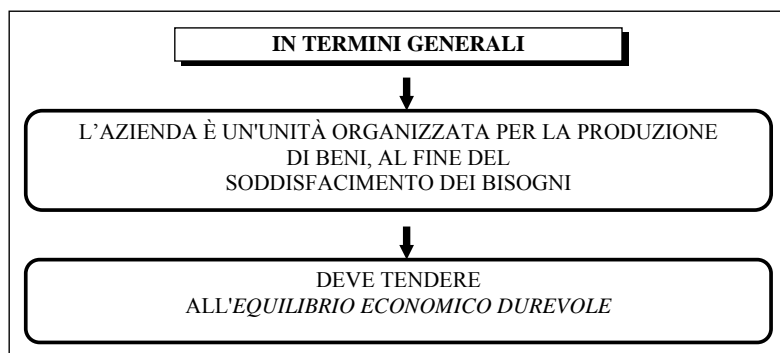 IN TERMINI GENERALI
L’AZIENDA È UN'UNITÀ ORGANIZZATA PER LA PRODUZIONE
DI BENI, AL FINE DEL
SODDISFACIMENTO DEI BISOGNI
DEVE TENDERE
ALL'EQUILIBRIO ECONOMICO DUREVOLE